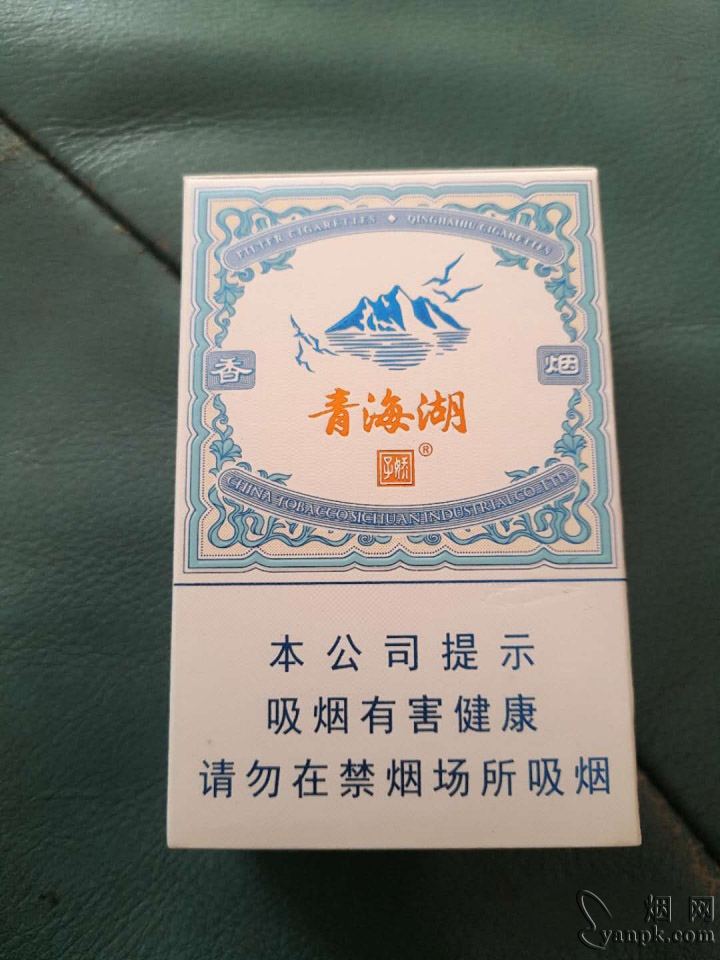 FILTER CIGARETTES ◆ QINGHAIHU CIGARETTES
香 烟
青海湖
娇子 ®
CHINA TOBACCO SICHUAN INDUSTRIAL CO., LTD
本公司提示
吸烟有害健康
请勿在禁烟场所吸烟
烟网
yanpk.com